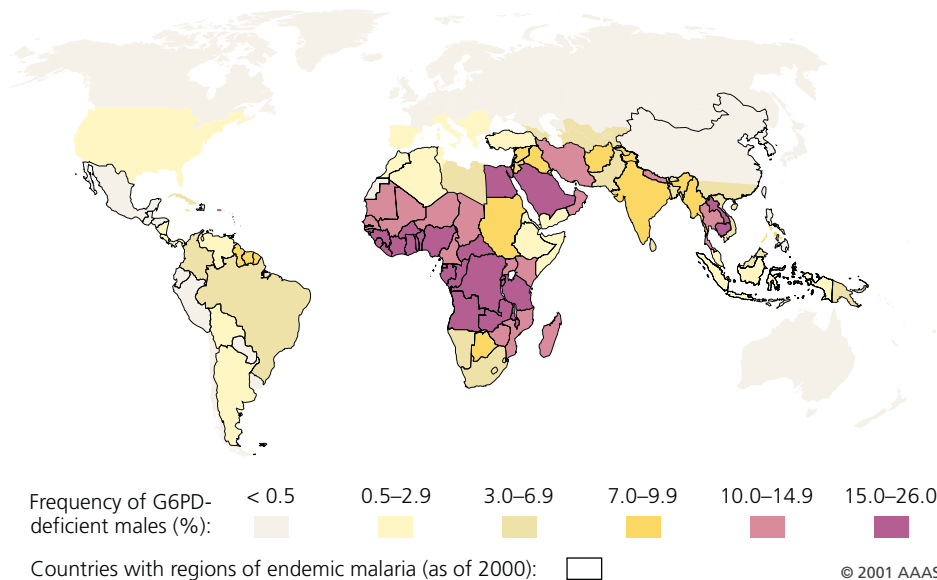 Frequency of G6PD-
deficient males (%):
< 0.5
0.5–2.9
3.0–6.9
7.0–9.9
10.0–14.9
15.0–26.0
Countries with regions of endemic malaria (as of 2000):
© 2001 AAAS